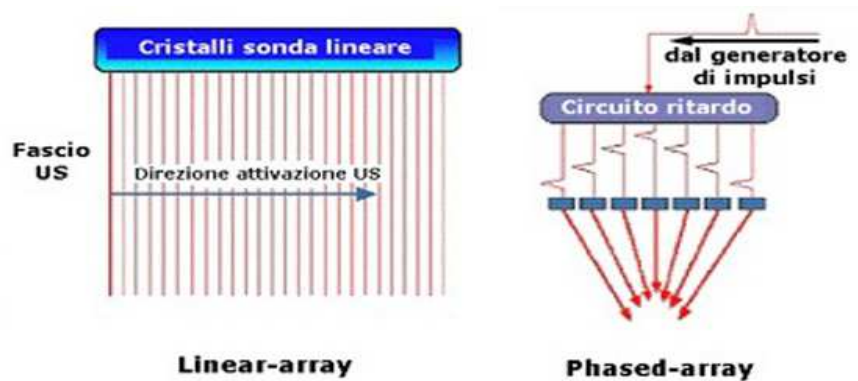 Cristalli sonda lineare
Fascio
US
Direzione attivazione US
Linear-array
dal generatore
di impulsi
Circuito ritardo
Phased-array